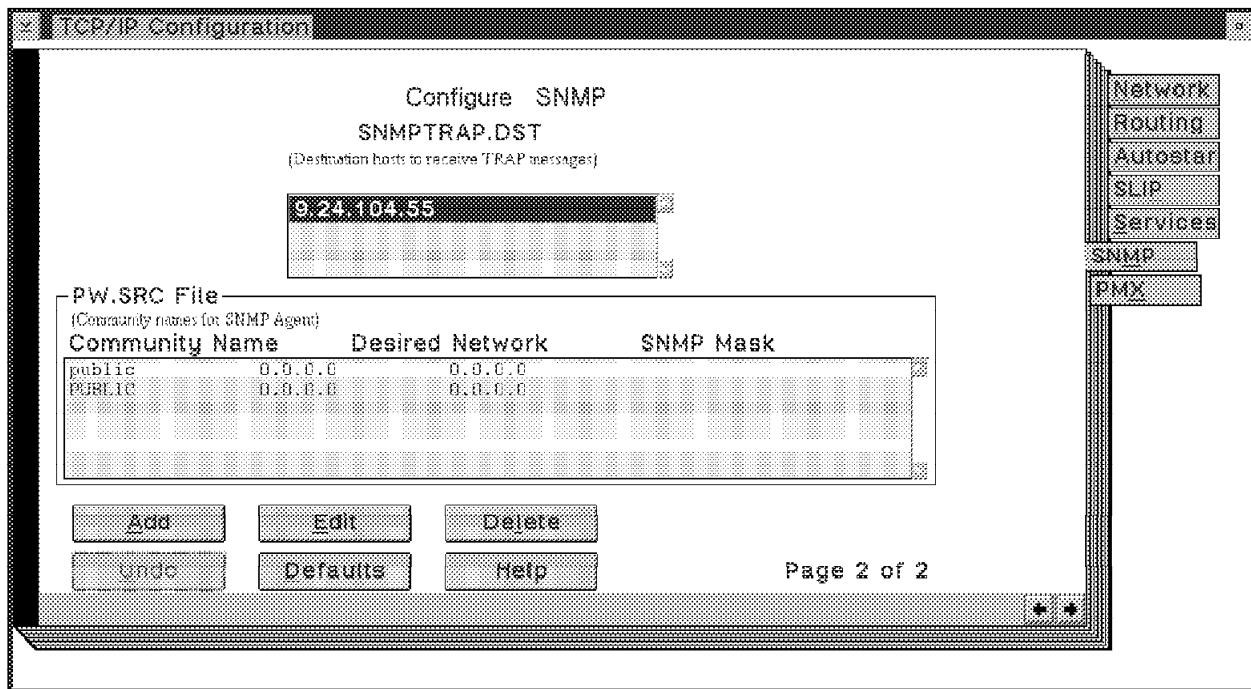 TCP/IP Configuration
Configure SNMP
SNMPTRAP.DST
(Destination hosts to receive TRAP messages)
9.24.104.55
PW.SRC File
(Community names for SNMP Agent)
Community Name Desired Network SNMP Mask
public 0.0.0.0 0.0.0.0
PUBLIC 0.0.0.0 0.0.0.0
Add Edit Delete
Undo Defaults Help
Page 2 of 2
Network
Routing
Autostar
SLIP
Services
SNMP
PMX